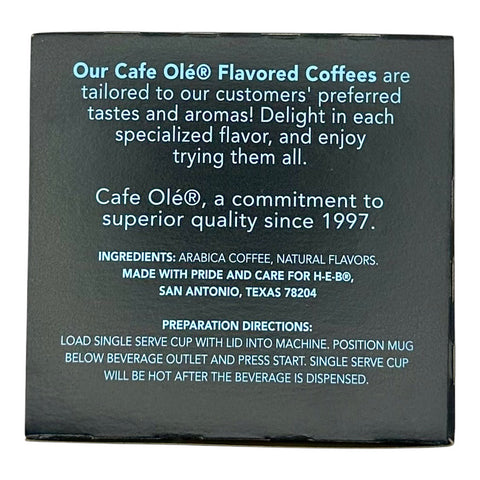 Our Cafe Olé® Flavored Coffees are
tailored to our customers' preferred
tastes and aromas! Delight in each
specialized flavor, and enjoy
trying them all.
Cafe Olé®, a commitment to
superior quality since 1997.
INGREDIENTS: ARABICA COFFEE, NATURAL FLAVORS.
MADE WITH PRIDE AND CARE FOR H-E-B®,
SAN ANTONIO, TEXAS 78204
PREPARATION DIRECTIONS:
LOAD SINGLE SERVE CUP WITH LID INTO MACHINE. POSITION MUG
BELOW BEVERAGE OUTLET AND PRESS START. SINGLE SERVE CUP
WILL BE HOT AFTER THE BEVERAGE IS DISPENSED.